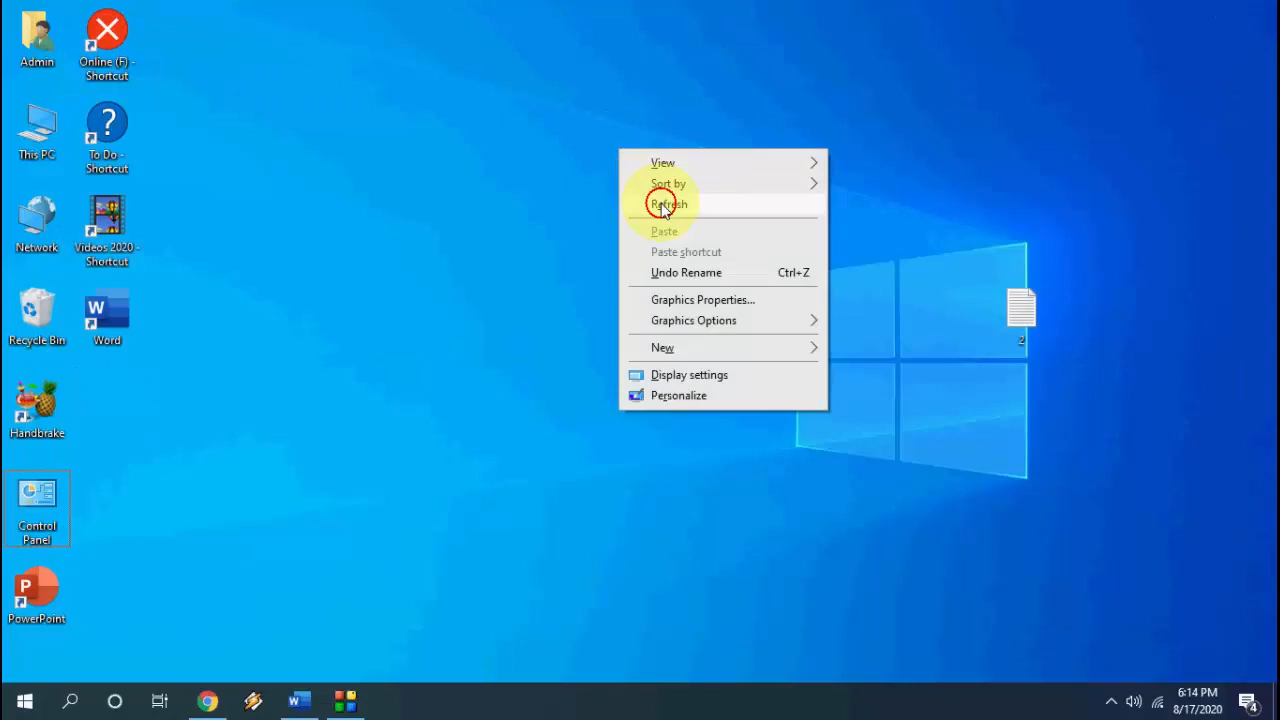 Admin
Online (F) -
Shortcut
This PC
To Do -
Shortcut
Network
Videos 2020 -
Shortcut
Recycle Bin
W
Word
Handbrake
Control
Panel
P
PowerPoint
View
Sort by
Refresh
Paste
Paste shortcut
Undo Rename Ctrl+Z
Graphics Properties...
Graphics Options
New
Display settings
Personalize
2
W
6:14 PM
8/17/2020
4